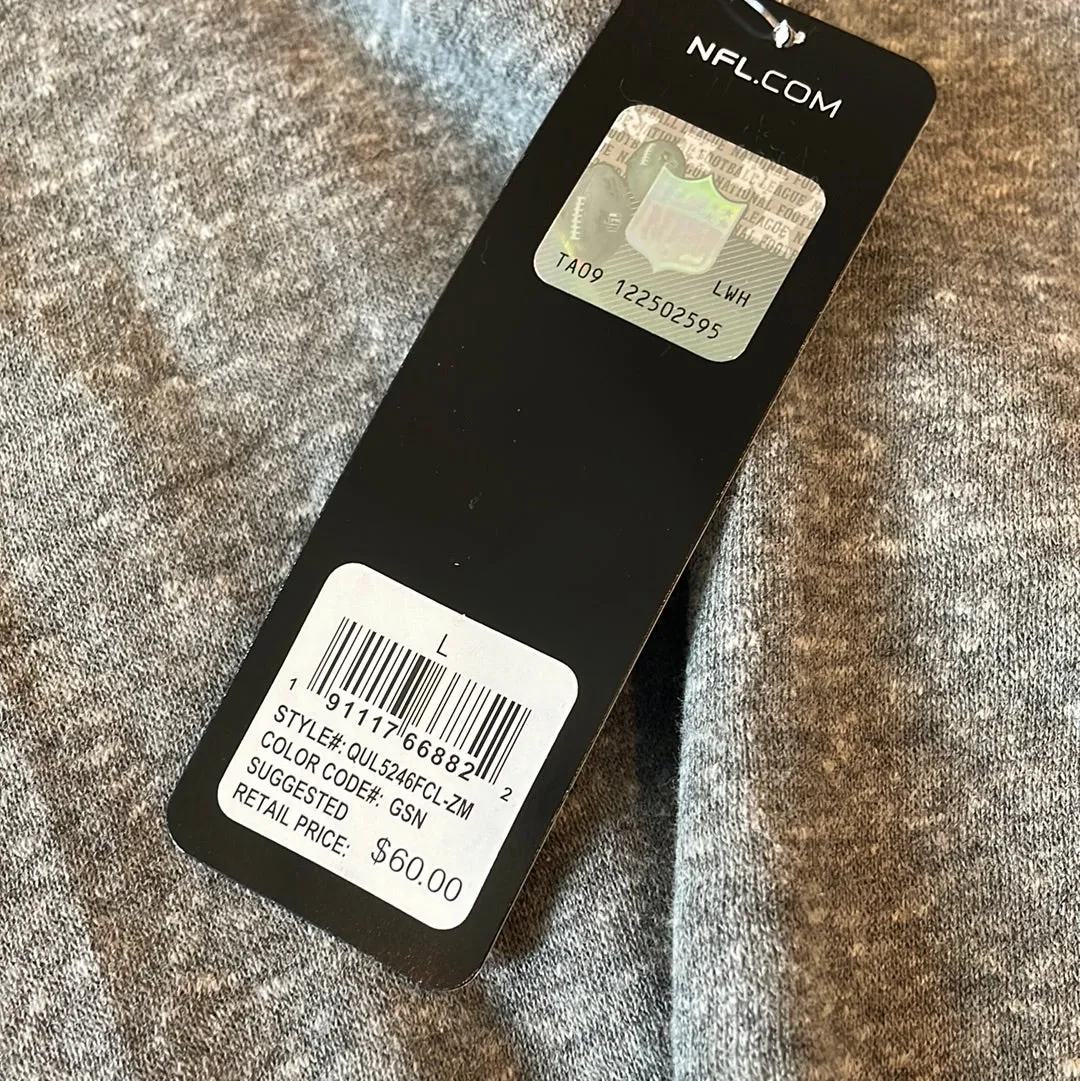 NFL.COM
LWH
TA09 122502595
L
1 91117 66882 2
STYLE#: QUL5246FCL-ZM
COLOR CODE#: GSN
SUGGESTED
RETAIL PRICE: $60.00